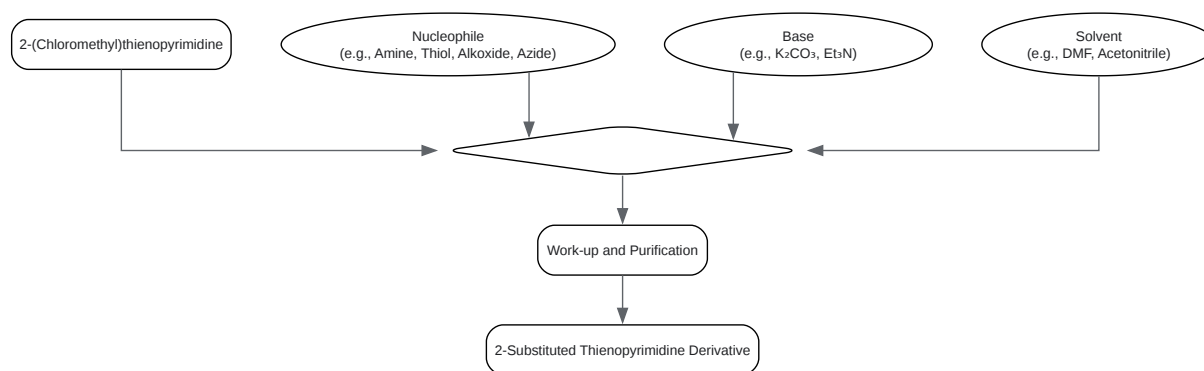 2-(Chloromethyl)thienopyrimidine
Nucleophile
(e.g., Amine, Thiol, Alkoxide, Azide)
Base
(e.g., K₂CO₃, Et₃N)
Solvent
(e.g., DMF, Acetonitrile)
Work-up and Purification
2-Substituted Thienopyrimidine Derivative